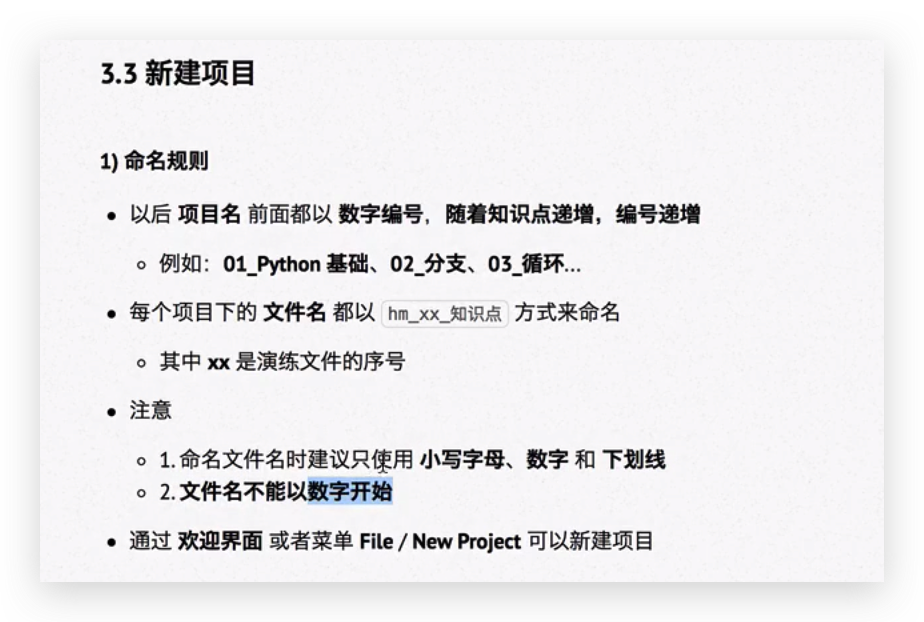 3.3 新建项目
1) 命名规则
• 以后 项目名 前面都以 数字编号，随着知识点递增，编号递增
◦ 例如：01_Python 基础、02_分支、03_循环...
• 每个项目下的 文件名 都以 hm_xx_知识点 方式来命名
◦ 其中 xx 是演练文件的序号
• 注意
◦ 1. 命名文件名时建议只使用 小写字母、数字 和 下划线
◦ 2. 文件名不能以数字开始
• 通过 欢迎界面 或者菜单 File / New Project 可以新建项目